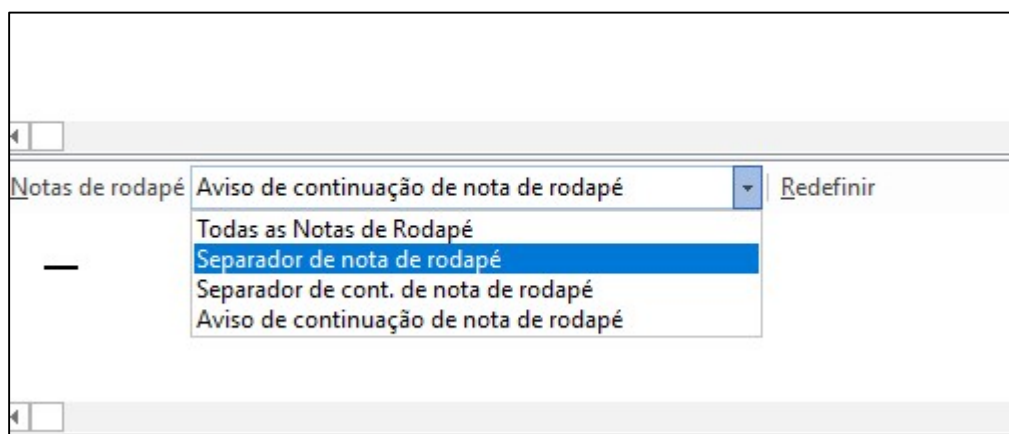 Notas de rodapé Aviso de continuação de nota de rodapé Redefinir
Todas as Notas de Rodapé
Separador de nota de rodapé
Separador de cont. de nota de rodapé
Aviso de continuação de nota de rodapé